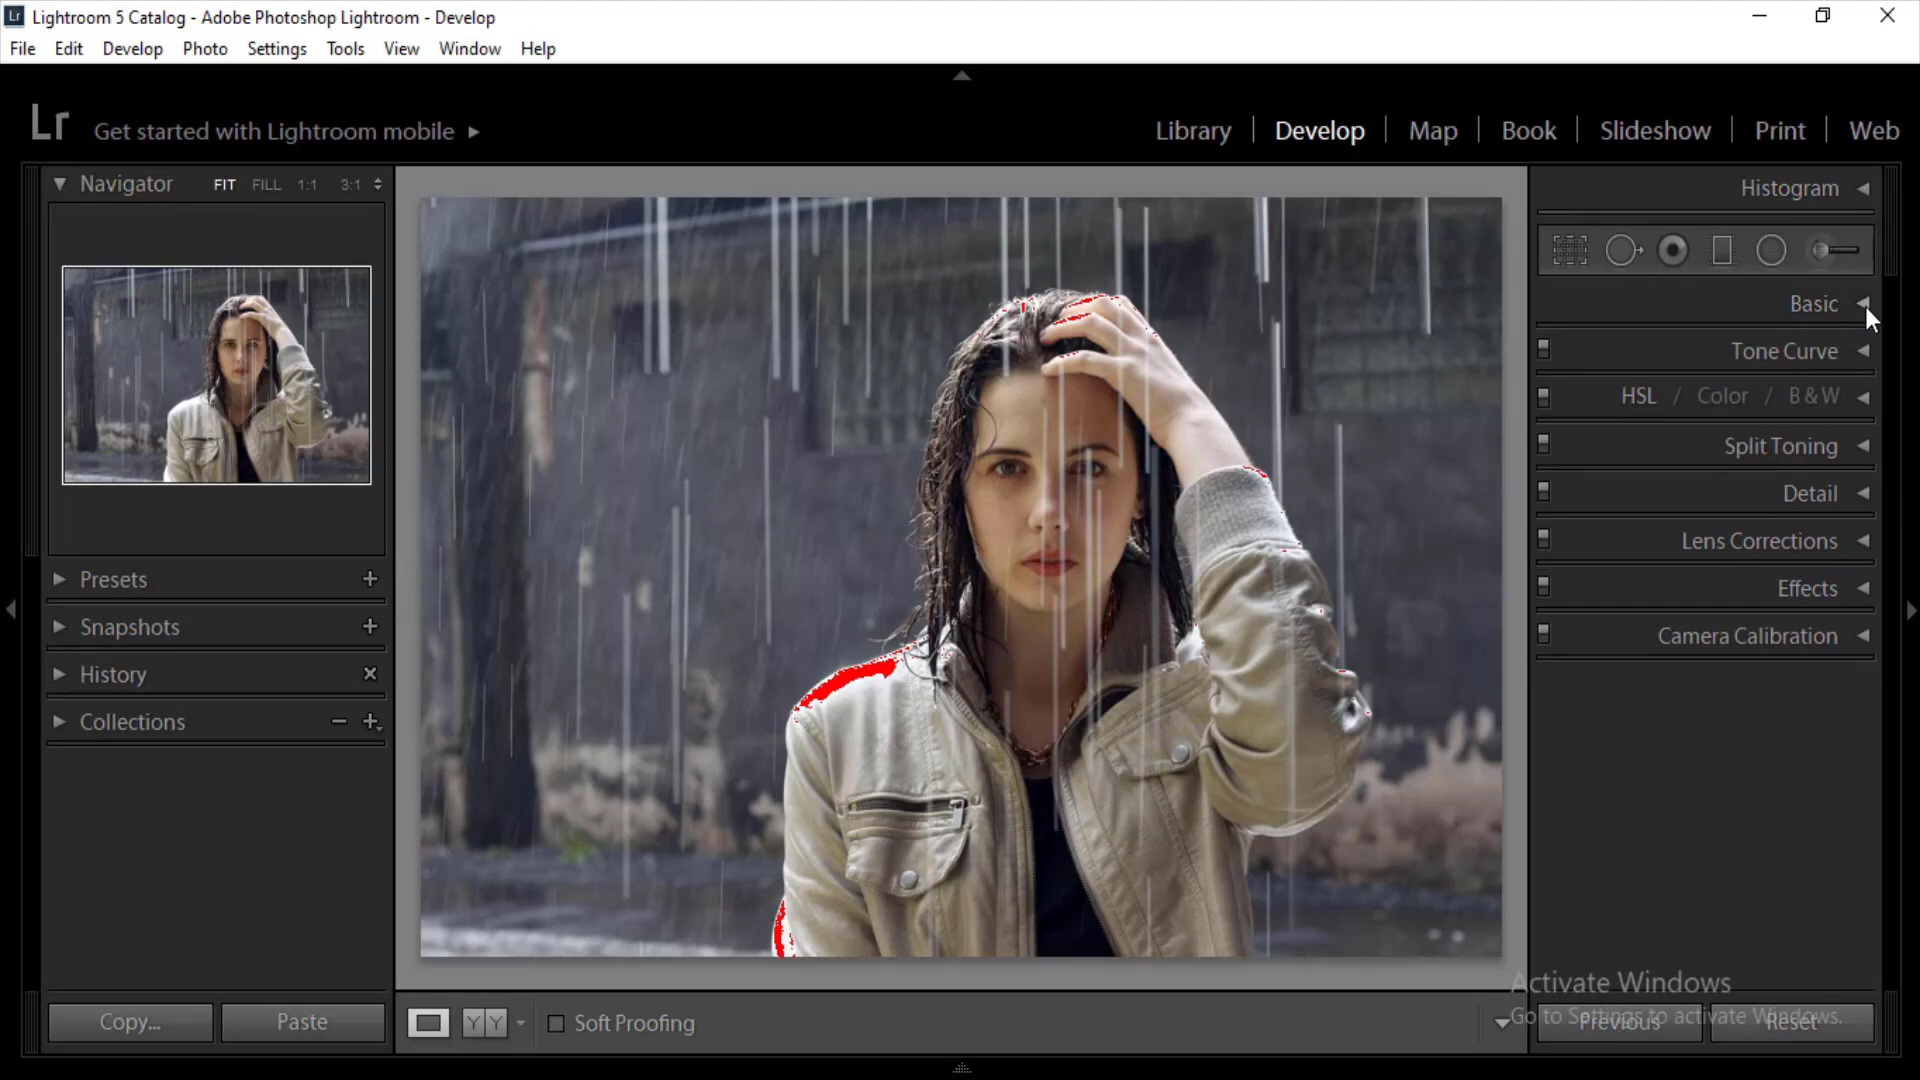 Lr Lightroom 5 Catalog - Adobe Photoshop Lightroom - Develop
File Edit Develop Photo Settings Tools View Window Help
Lr Get started with Lightroom mobile
Library Develop Map Book Slideshow Print Web
Navigator FIT FILL 1:1 3:1
Histogram
Basic
Tone Curve
HSL / Color / B & W
Split Toning
Detail
Lens Corrections
Effects
Camera Calibration
Presets
Snapshots
History
Collections
Copy...
Paste
Y Y
Soft Proofing
Previous
Reset
Activate Windows
Go to Settings to activate Windows.